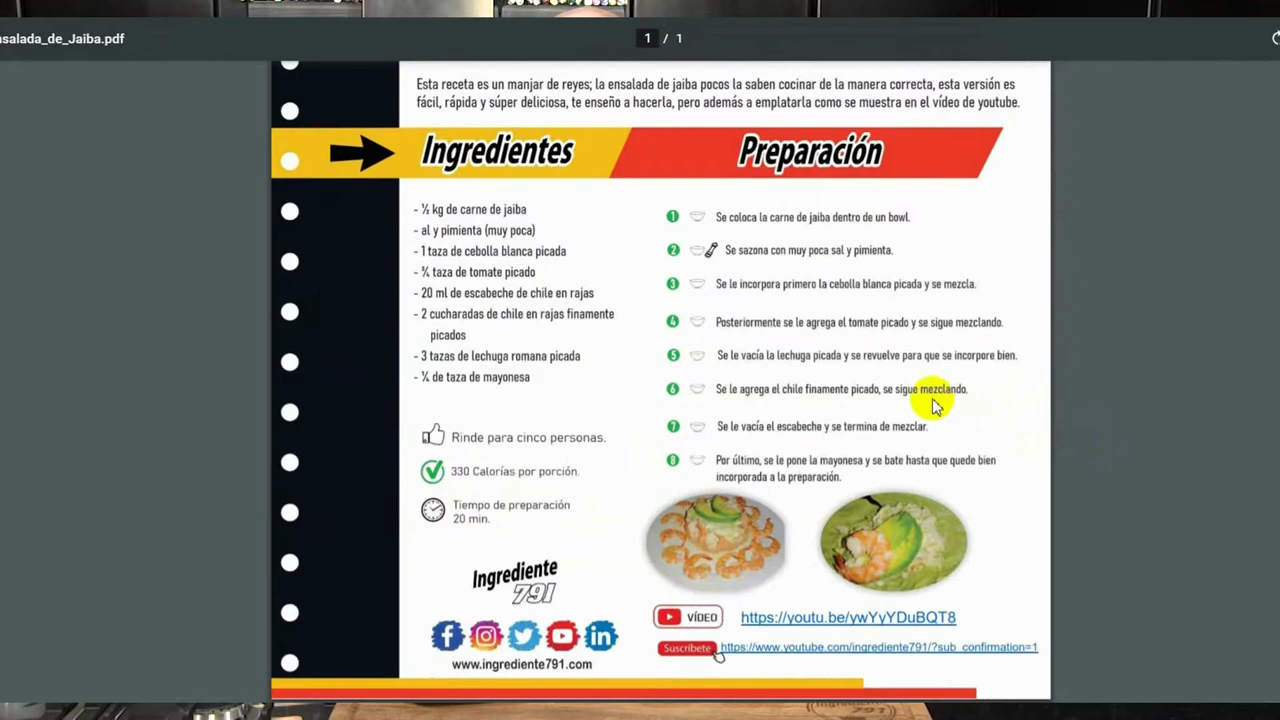 nsalada_de_Jaiba.pdf
1 / 1
Esta receta es un manjar de reyes; la ensalada de jaiba pocos la saben cocinar de la manera correcta, esta versión es
fácil, rápida y súper deliciosa, te enseño a hacerla, pero además a emplatarla como se muestra en el vídeo de youtube.
Ingredientes
- ½ kg de carne de jaiba
- al y pimienta (muy poca)
- 1 taza de cebolla blanca picada
- ¾ taza de tomate picado
- 20 ml de escabeche de chile en rajas
- 2 cucharadas de chile en rajas finamente
picados
- 3 tazas de lechuga romana picada
- ¼ de taza de mayonesa
Rinde para cinco personas.
330 Calorías por porción.
Tiempo de preparación
20 min.
Ingrediente
791
www.ingrediente791.com
Preparación
1 Se coloca la carne de jaiba dentro de un bowl.
2 Se sazona con muy poca sal y pimienta.
3 Se le incorpora primero la cebolla blanca picada y se mezcla.
4 Posteriormente se le agrega el tomate picado y se sigue mezclando.
5 Se le vacía la lechuga picada y se revuelve para que se incorpore bien.
6 Se le agrega el chile finamente picado, se sigue mezclando.
7 Se le vacía el escabeche y se termina de mezclar.
8 Por último, se le pone la mayonesa y se bate hasta que quede bien
incorporada a la preparación.
VÍDEO https://youtu.be/ywYyYDuBQT8
Suscríbete https://www.youtube.com/ingrediente791/?sub_confirmation=1
Ingrediente
791